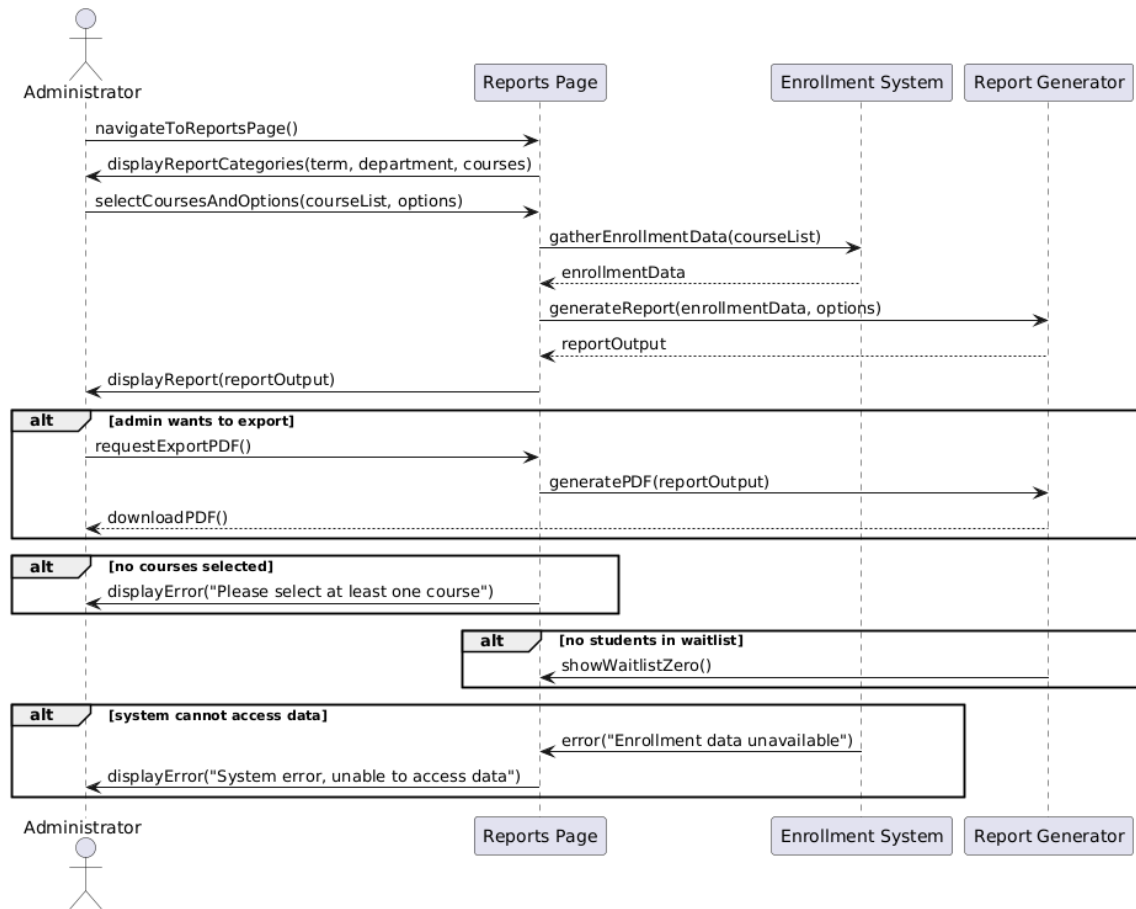 Administrator
Reports Page
Enrollment System
Report Generator
navigateToReportsPage()
displayReportCategories(term, department, courses)
selectCoursesAndOptions(courseList, options)
gatherEnrollmentData(courseList)
enrollmentData
generateReport(enrollmentData, options)
reportOutput
displayReport(reportOutput)
alt [admin wants to export]
requestExportPDF()
generatePDF(reportOutput)
downloadPDF()
alt [no courses selected]
displayError("Please select at least one course")
alt [no students in waitlist]
showWaitlistZero()
alt [system cannot access data]
error("Enrollment data unavailable")
displayError("System error, unable to access data")
Administrator
Reports Page
Enrollment System
Report Generator